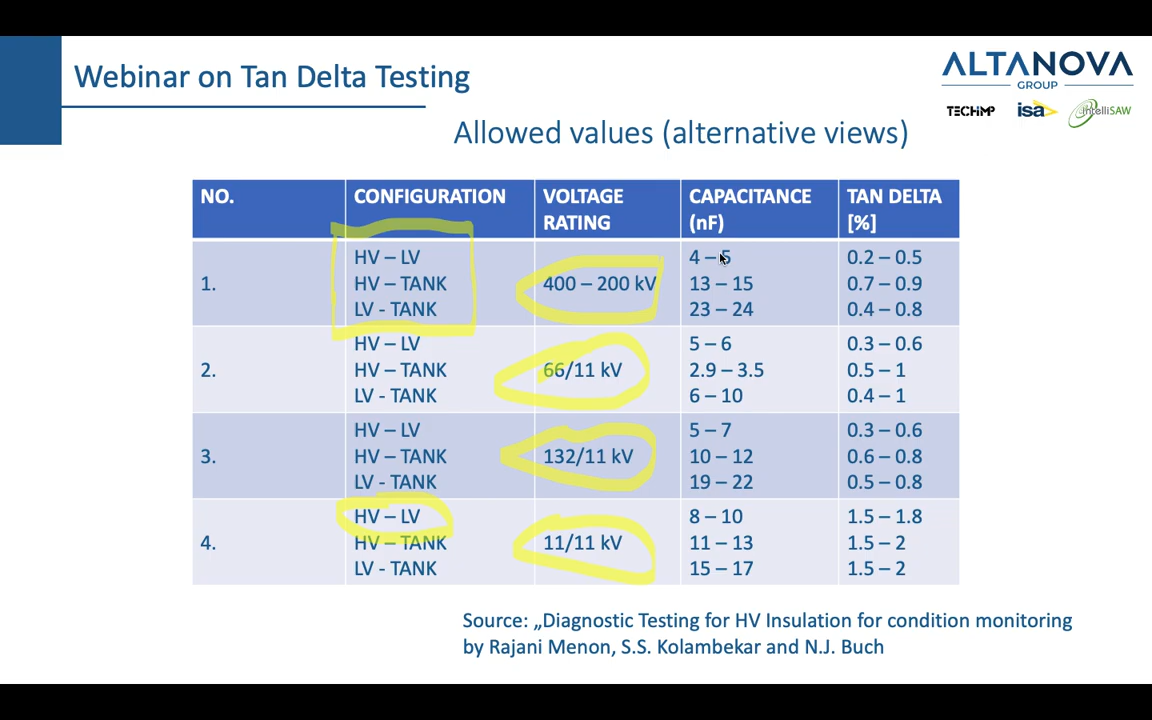 Webinar on Tan Delta Testing
ALTANOVA
GROUP
TECHIMP isa intelliSAW
Allowed values (alternative views)
NO. CONFIGURATION VOLTAGE RATING CAPACITANCE (nF) TAN DELTA [%]
HV – LV 4 – 5 0.2 – 0.5
1. HV – TANK 400 – 200 kV 13 – 15 0.7 – 0.9
LV - TANK 23 – 24 0.4 – 0.8
HV – LV 5 – 6 0.3 – 0.6
2. HV – TANK 66/11 kV 2.9 – 3.5 0.5 – 1
LV - TANK 6 – 10 0.4 – 1
HV – LV 5 – 7 0.3 – 0.6
3. HV – TANK 132/11 kV 10 – 12 0.6 – 0.8
LV - TANK 19 – 22 0.5 – 0.8
HV – LV 8 – 10 1.5 – 1.8
4. HV – TANK 11/11 kV 11 – 13 1.5 – 2
LV - TANK 15 – 17 1.5 – 2
Source: „Diagnostic Testing for HV Insulation for condition monitoring
by Rajani Menon, S.S. Kolambekar and N.J. Buch